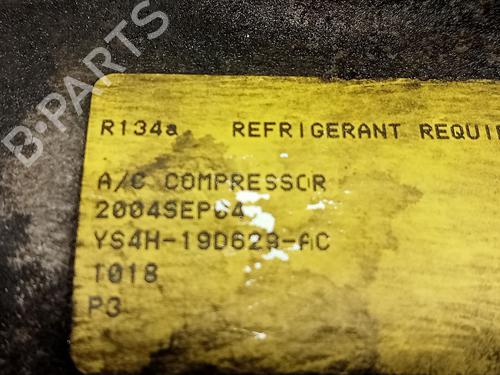 B-PARTS
R134a REFRIGERANT REQUI
A/C COMPRESSOR
2004SEP04
YS4H-19D629-AC
T018
P3